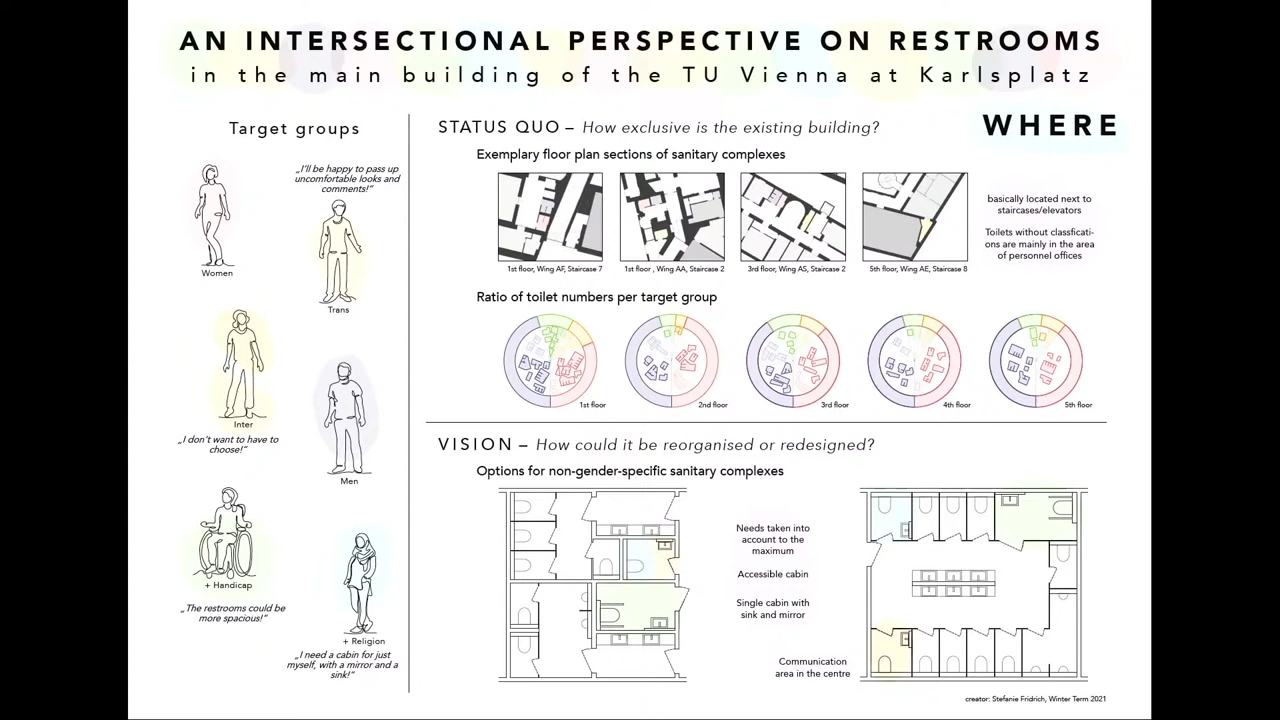 AN INTERSECTIONAL PERSPECTIVE ON RESTROOMS
in the main building of the TU Vienna at Karlsplatz
Target groups
Women
„I'll be happy to pass up
uncomfortable looks and
comments!"
Trans
Inter
„I don't want to have to
choose!"
Men
+ Handicap
„The restrooms could be
more spacious!"
+ Religion
„I need a cabin for just
myself, with a mirror and a
sink!"
STATUS QUO – How exclusive is the existing building?
WHERE
Exemplary floor plan sections of sanitary complexes
1st floor, Wing AF, Staircase 7
1st floor , Wing AA, Staircase 2
3rd floor, Wing AS, Staircase 2
5th floor, Wing AE, Staircase 8
basically located next to
staircases/elevators
Toilets without classficati-
ons are mainly in the area
of personnel offices
Ratio of toilet numbers per target group
1st floor
2nd floor
3rd floor
4th floor
5th floor
VISION – How could it be reorganised or redesigned?
Options for non-gender-specific sanitary complexes
Needs taken into
account to the
maximum
Accessible cabin
Single cabin with
sink and mirror
Communication
area in the centre
creator: Stefanie Fridrich, Winter Term 2021